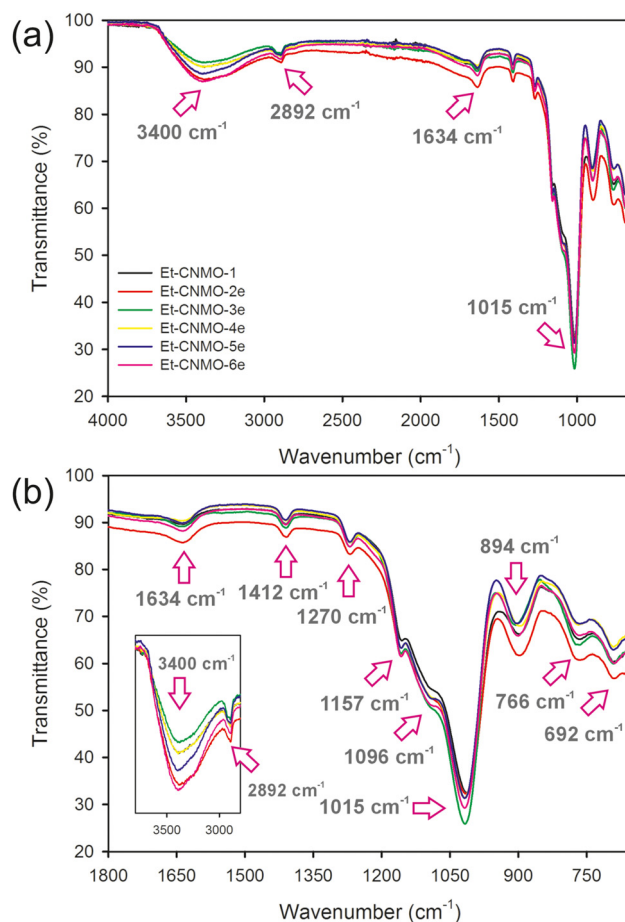 (a)
100
90
80
70
60
50
40
30
20
Transmittance (%)
3400 cm⁻¹
2892 cm⁻¹
1634 cm⁻¹
1015 cm⁻¹
Et-CNMO-1
Et-CNMO-2e
Et-CNMO-3e
Et-CNMO-4e
Et-CNMO-5e
Et-CNMO-6e
4000 3500 3000 2500 2000 1500 1000
Wavenumber (cm⁻¹)
(b)
100
90
80
70
60
50
40
30
20
Transmittance (%)
1634 cm⁻¹
1412 cm⁻¹
1270 cm⁻¹
894 cm⁻¹
3400 cm⁻¹
2892 cm⁻¹
3500 3000
1157 cm⁻¹
1096 cm⁻¹
1015 cm⁻¹
766 cm⁻¹
692 cm⁻¹
1800 1650 1500 1350 1200 1050 900 750
Wavenumber (cm⁻¹)